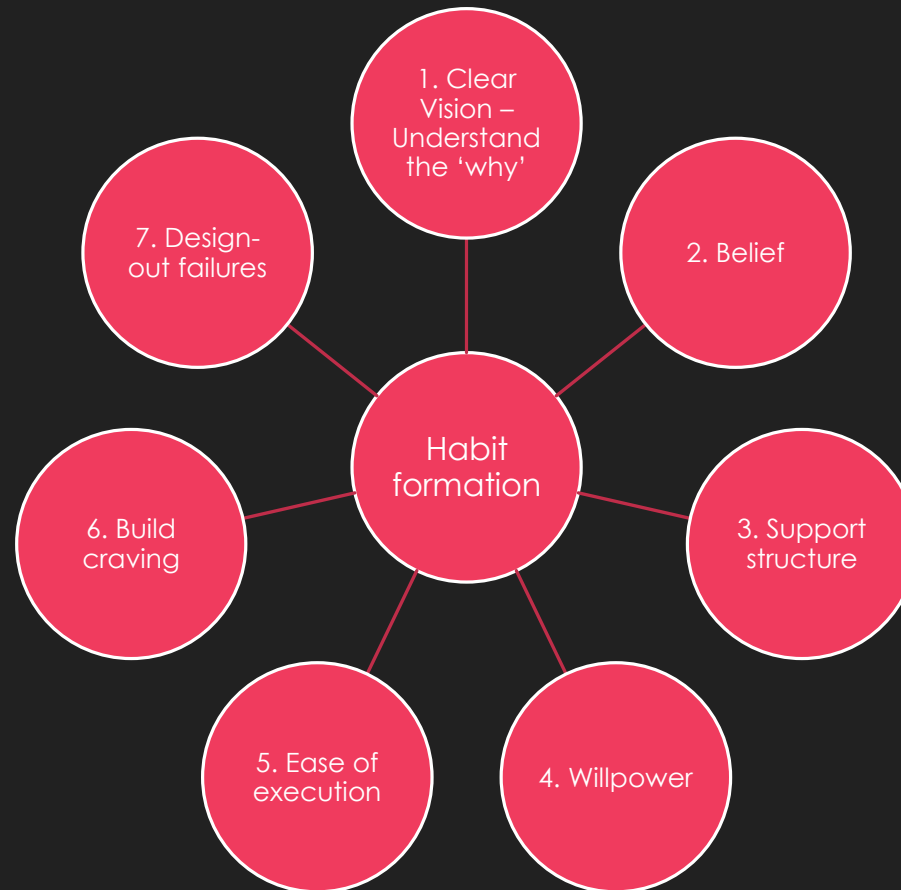 1. Clear
Vision –
Understand
the ‘why’
7. Design-
out failures
2. Belief
Habit
formation
6. Build
craving
3. Support
structure
5. Ease of
execution
4. Willpower